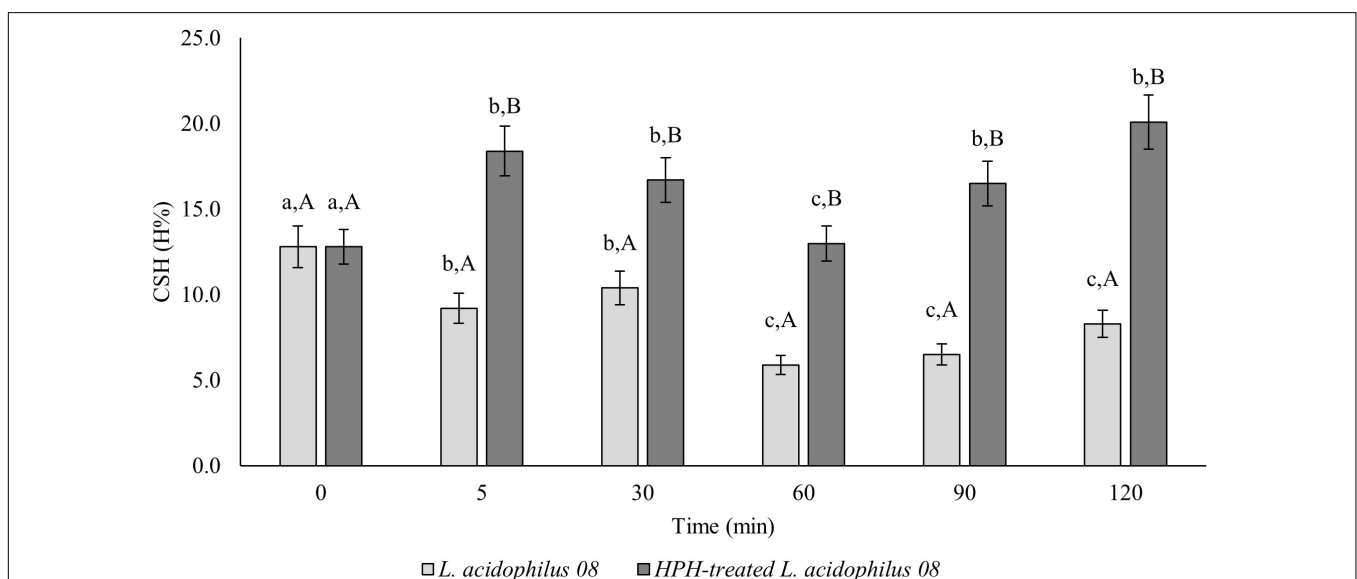 25.0
20.0
15.0
10.0
5.0
0.0
CSH (H%)
a,A a,A
b,A b,B
b,A b,B
c,A c,B
c,A b,B
c,A b,B
0 5 30 60 90 120
Time (min)
L. acidophilus 08 HPH-treated L. acidophilus 08